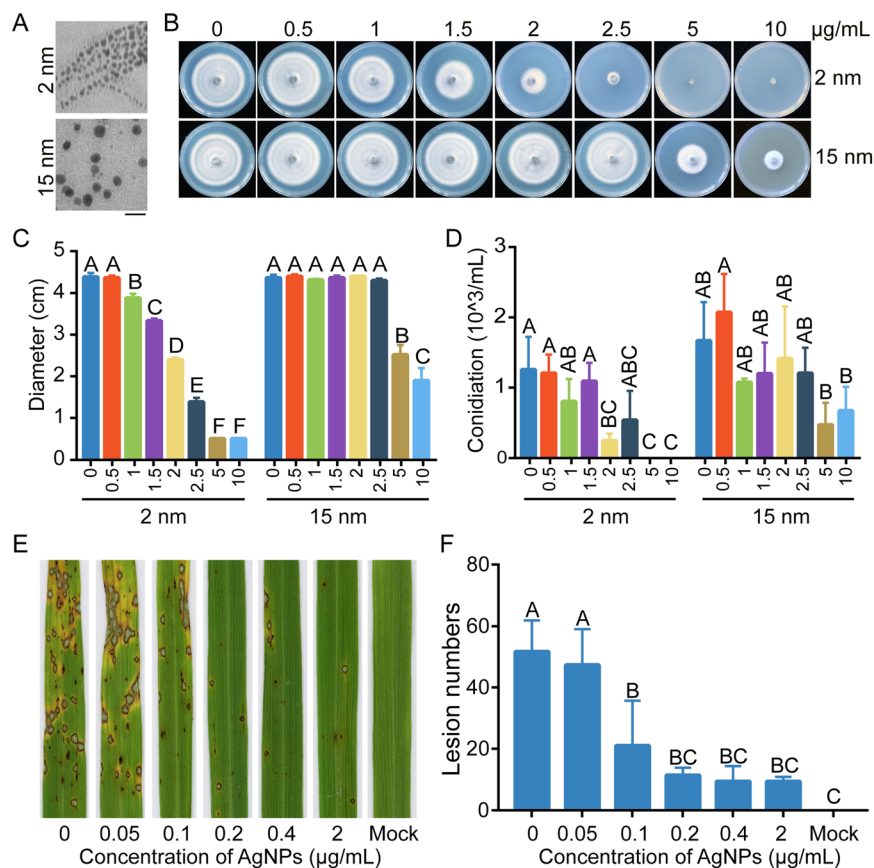 A
2 nm
15 nm
B
0 0.5 1 1.5 2 2.5 5 10 µg/mL
2 nm
15 nm
C
Diameter (cm)
5
4
3
2
1
0
A A B C D E F F A A A A A A B C
0 0.5 1 1.5 2 2.5 5 10 0 0.5 1 1.5 2 2.5 5 10
2 nm 15 nm
D
Conidiation (10^3/mL)
3
2
1
0
A A AB A BC ABC C C AB A AB AB AB AB B B
0 0.5 1 1.5 2 2.5 5 10 0 0.5 1 1.5 2 2.5 5 10
2 nm 15 nm
E
0 0.05 0.1 0.2 0.4 2 Mock
Concentration of AgNPs (µg/mL)
F
Lesion numbers
80
60
40
20
0
A A B BC BC BC C
0 0.05 0.1 0.2 0.4 2 Mock
Concentration of AgNPs (µg/mL)